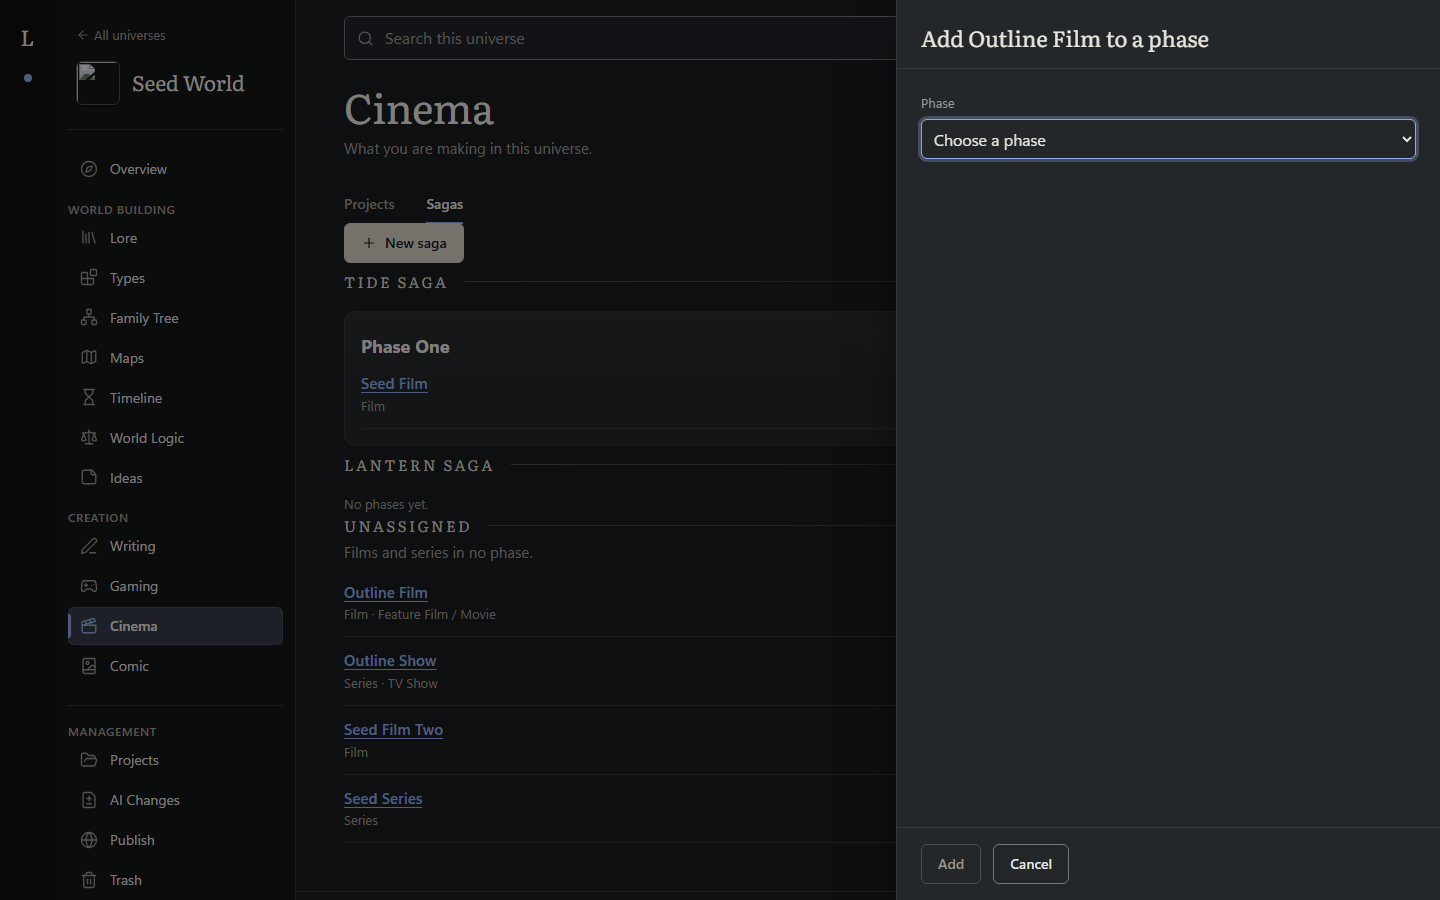 L
All universes
Seed World
Overview
WORLD BUILDING
Lore
Types
Family Tree
Maps
Timeline
World Logic
Ideas
CREATION
Writing
Gaming
Cinema
Comic
MANAGEMENT
Projects
AI Changes
Publish
Trash
Search this universe
Cinema
What you are making in this universe.
Projects Sagas
New saga
TIDE SAGA
Phase One
Seed Film
Film
LANTERN SAGA
No phases yet.
UNASSIGNED
Films and series in no phase.
Outline Film
Film · Feature Film / Movie
Outline Show
Series · TV Show
Seed Film Two
Film
Seed Series
Series
Add Outline Film to a phase
Phase
Choose a phase
Add Cancel